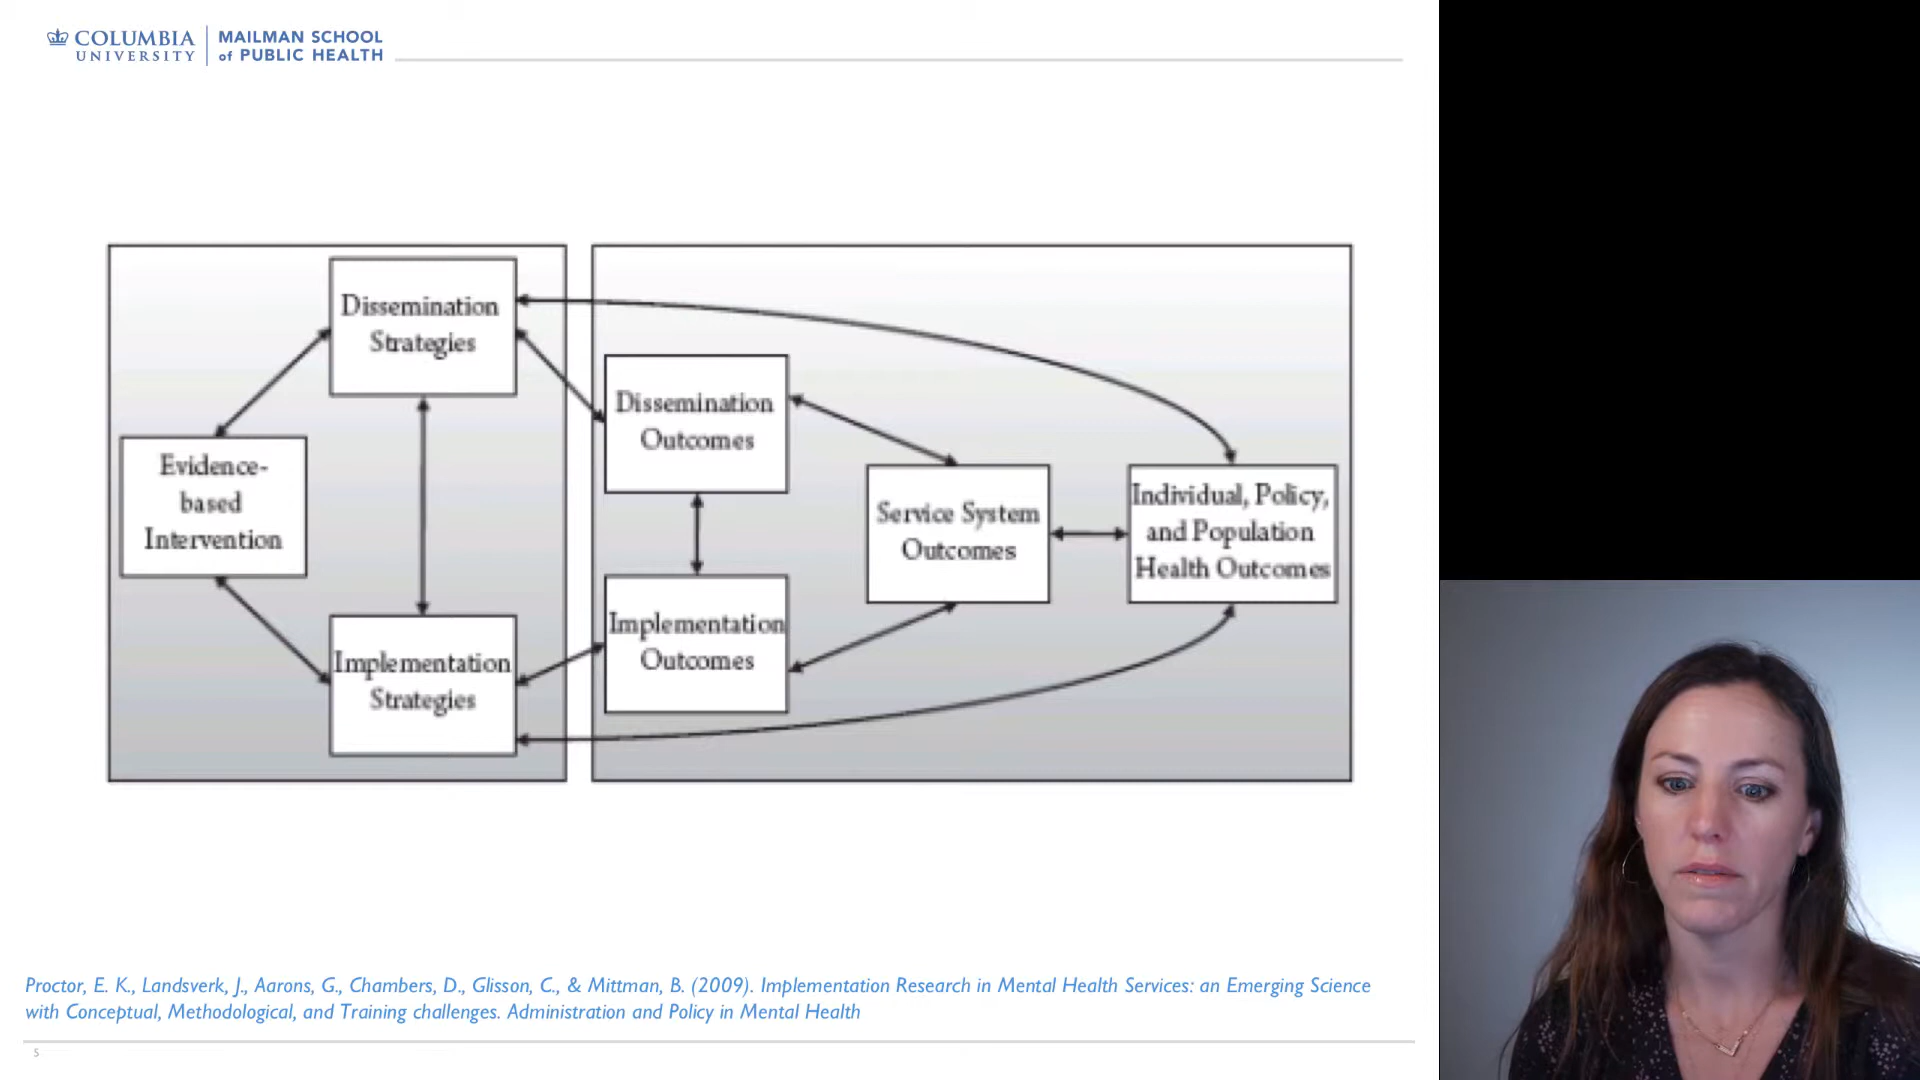 COLUMBIA
UNIVERSITY
MAILMAN SCHOOL
of PUBLIC HEALTH
Dissemination
Strategies
Dissemination
Outcomes
Evidence-
based
Intervention
Service System
Outcomes
Individual, Policy,
and Population
Health Outcomes
Implementation
Strategies
Implementation
Outcomes
Proctor, E. K., Landsverk, J., Aarons, G., Chambers, D., Glisson, C., & Mittman, B. (2009). Implementation Research in Mental Health Services: an Emerging Science
with Conceptual, Methodological, and Training challenges. Administration and Policy in Mental Health
5